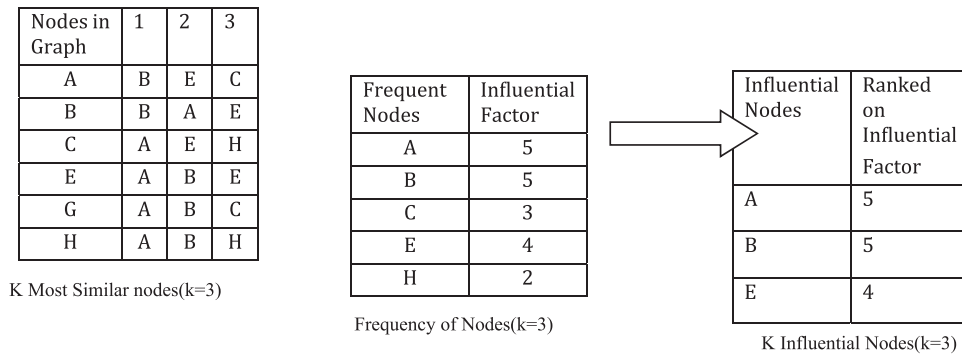 Nodes in 1 2 3
Graph
A B E C
B B A E
C A E H
E A B E
G A B C
H A B H
K Most Similar nodes(k=3)
Frequent Influential
Nodes Factor
A 5
B 5
C 3
E 4
H 2
Frequency of Nodes(k=3)
Influential Ranked
Nodes on
Influential
Factor
A 5
B 5
E 4
K Influential Nodes(k=3)